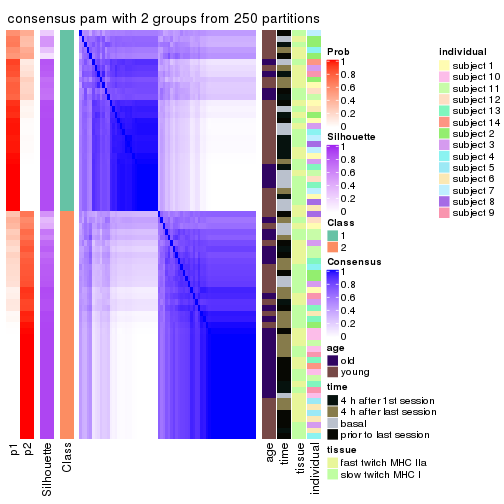 consensus pam with 2 groups from 250 partitions
Prob
1
0.8
0.6
0.4
0.2
0
Silhouette
1
0.8
0.6
0.4
0.2
0
Class
1
2
Consensus
1
0.8
0.6
0.4
0.2
0
age
old
young
time
4 h after 1st session
4 h after last session
basal
prior to last session
tissue
fast twitch MHC IIa
slow twitch MHC I
individual
subject 1
subject 10
subject 11
subject 12
subject 13
subject 14
subject 2
subject 3
subject 4
subject 5
subject 6
subject 7
subject 8
subject 9
p1
p2
Silhouette
Class
age
time
tissue
individual